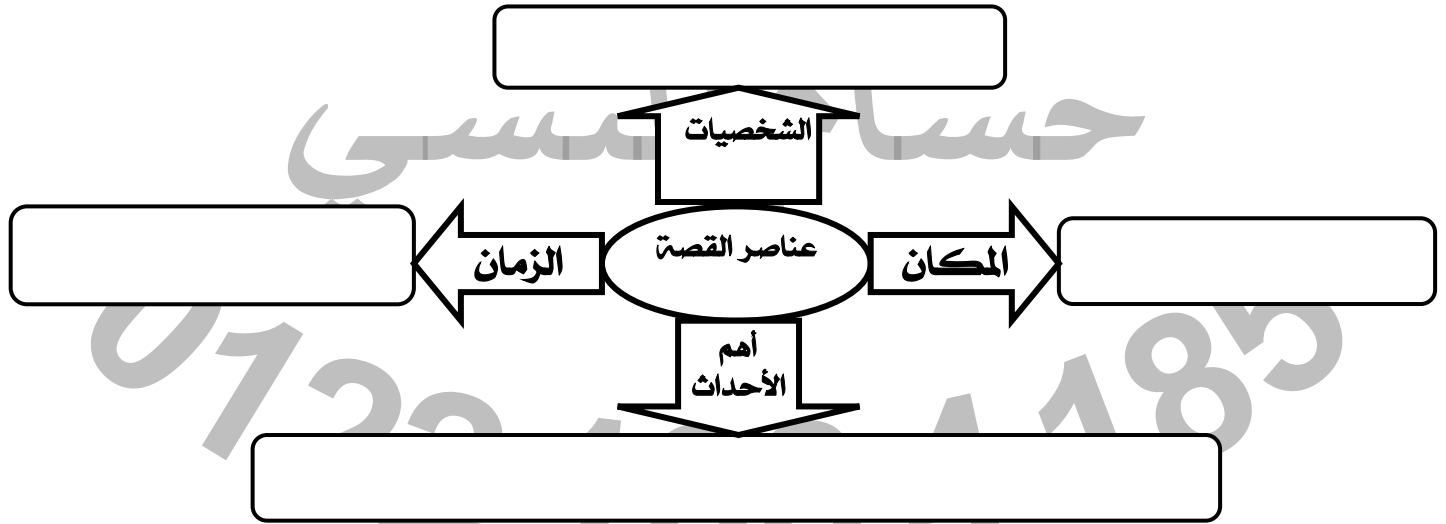 الشخصيات
عناصر القصة
المكان
الزمان
أهم
الأحداث